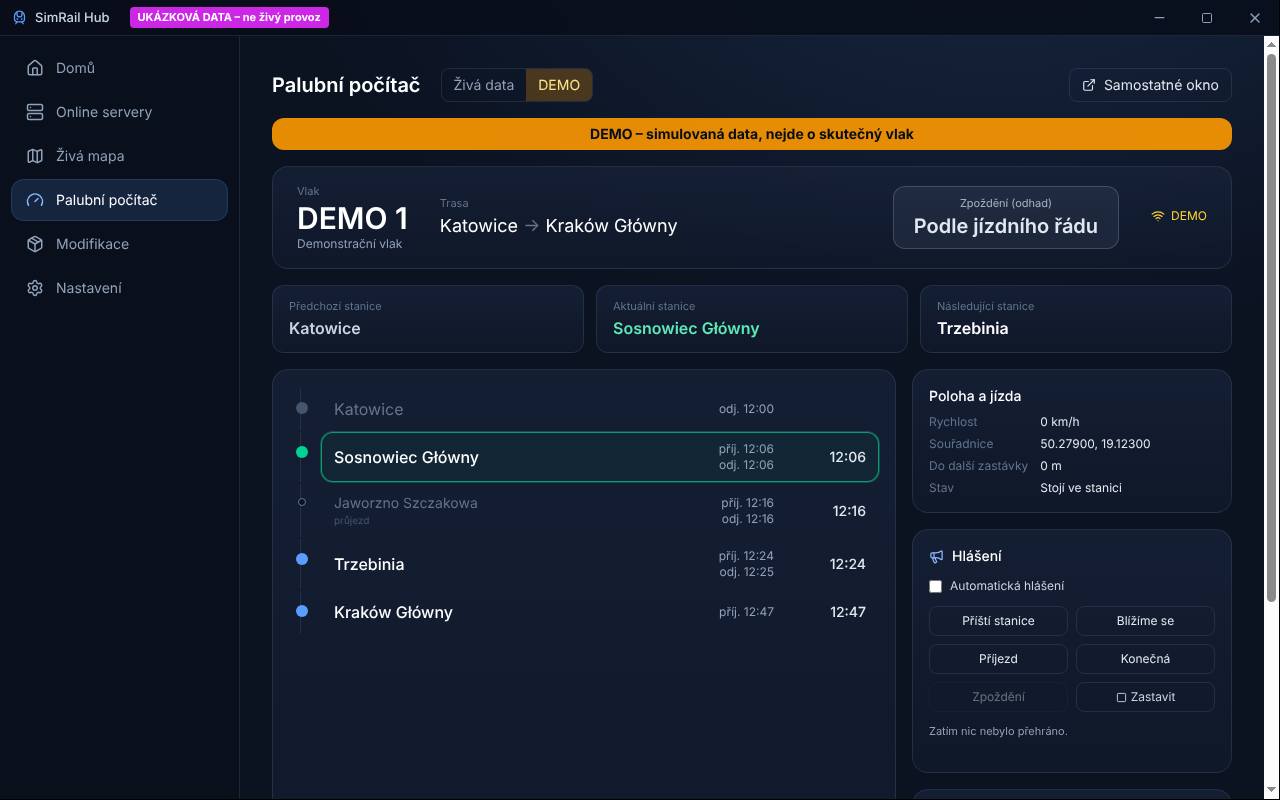 SimRail Hub
UKÁZKOVÁ DATA – ne živý provoz
Domů
Online servery
Živá mapa
Palubní počítač
Modifikace
Nastavení
Palubní počítač
Živá data
DEMO
Samostatné okno
DEMO – simulovaná data, nejde o skutečný vlak
Vlak
DEMO 1
Demonstrační vlak
Trasa
Katowice → Kraków Główny
Zpoždění (odhad)
Podle jízdního řádu
DEMO
Předchozí stanice
Katowice
Aktuální stanice
Sosnowiec Główny
Následující stanice
Trzebinia
Katowice
odj. 12:00
Sosnowiec Główny
příj. 12:06
odj. 12:06
12:06
Jaworzno Szczakowa
průjezd
příj. 12:16
odj. 12:16
12:16
Trzebinia
příj. 12:24
odj. 12:25
12:24
Kraków Główny
příj. 12:47
12:47
Poloha a jízda
Rychlost 0 km/h
Souřadnice 50.27900, 19.12300
Do další zastávky 0 m
Stav Stojí ve stanici
Hlášení
Automatická hlášení
Příští stanice
Blížíme se
Příjezd
Konečná
Zpoždění
Zastavit
Zatím nic nebylo přehráno.